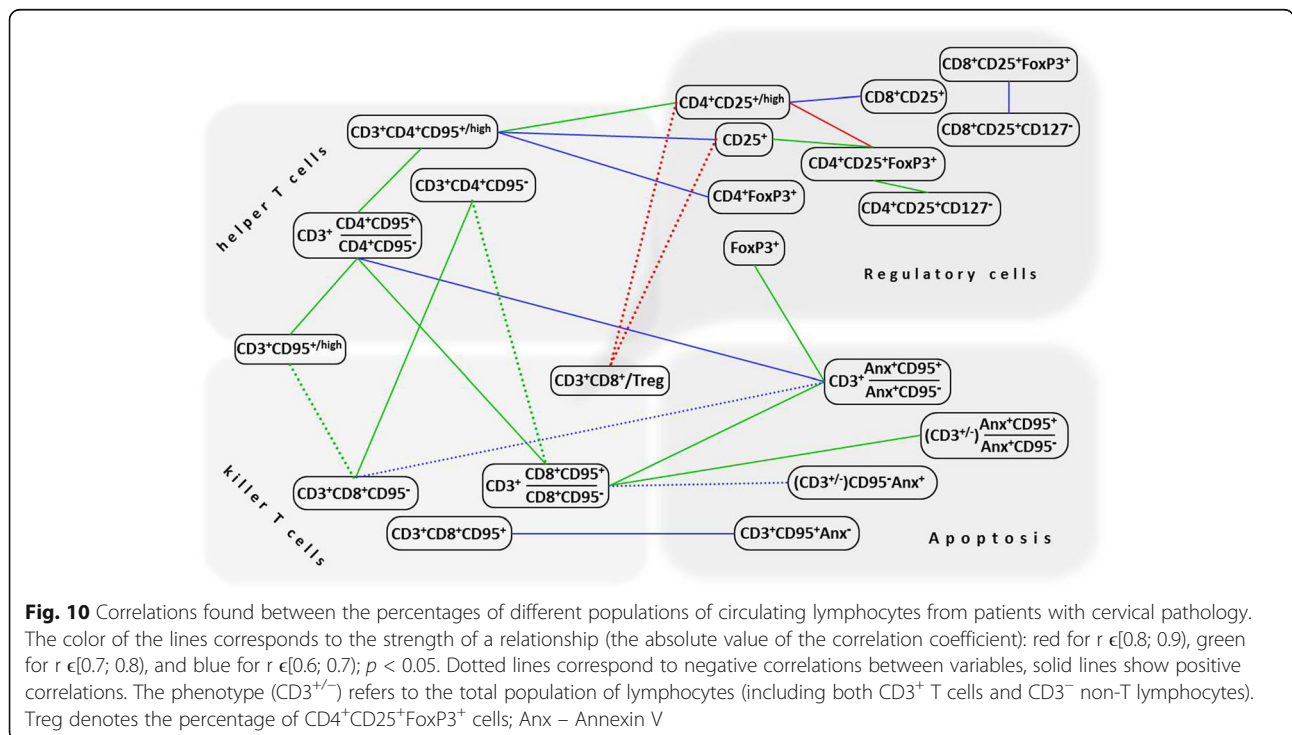 CD8⁺CD25⁺FoxP3⁺
CD4⁺CD25⁺/ʰⁱᵍʰ
CD8⁺CD25⁺
CD3⁺CD4⁺CD95⁺/ʰⁱᵍʰ
CD25⁺
CD8⁺CD25⁺CD127⁻
CD4⁺CD25⁺FoxP3⁺
CD3⁺CD4⁺CD95⁻
CD4⁺FoxP3⁺
CD4⁺CD25⁺CD127⁻
helper T cells
CD3⁺ CD4⁺CD95⁺
CD4⁺CD95⁻
FoxP3⁺
Regulatory cells
CD3⁺CD95⁺/ʰⁱᵍʰ
CD3⁺CD8⁺/Treg
CD3⁺ Anx⁺CD95⁺
Anx⁺CD95⁻
(CD3⁺/⁻) Anx⁺CD95⁺
Anx⁺CD95⁻
killer T cells
CD3⁺CD8⁺CD95⁻
CD3⁺ CD8⁺CD95⁺
CD8⁺CD95⁻
(CD3⁺/⁻)CD95⁻Anx⁺
CD3⁺CD8⁺CD95⁺
CD3⁺CD95⁺Anx⁻
Apoptosis
Fig. 10 Correlations found between the percentages of different populations of circulating lymphocytes from patients with cervical pathology.
The color of the lines corresponds to the strength of a relationship (the absolute value of the correlation coefficient): red for r ϵ[0.8; 0.9), green
for r ϵ[0.7; 0.8), and blue for r ϵ[0.6; 0.7); p < 0.05. Dotted lines correspond to negative correlations between variables, solid lines show positive
correlations. The phenotype (CD3⁺/⁻) refers to the total population of lymphocytes (including both CD3⁺ T cells and CD3⁻ non-T lymphocytes).
Treg denotes the percentage of CD4⁺CD25⁺FoxP3⁺ cells; Anx – Annexin V